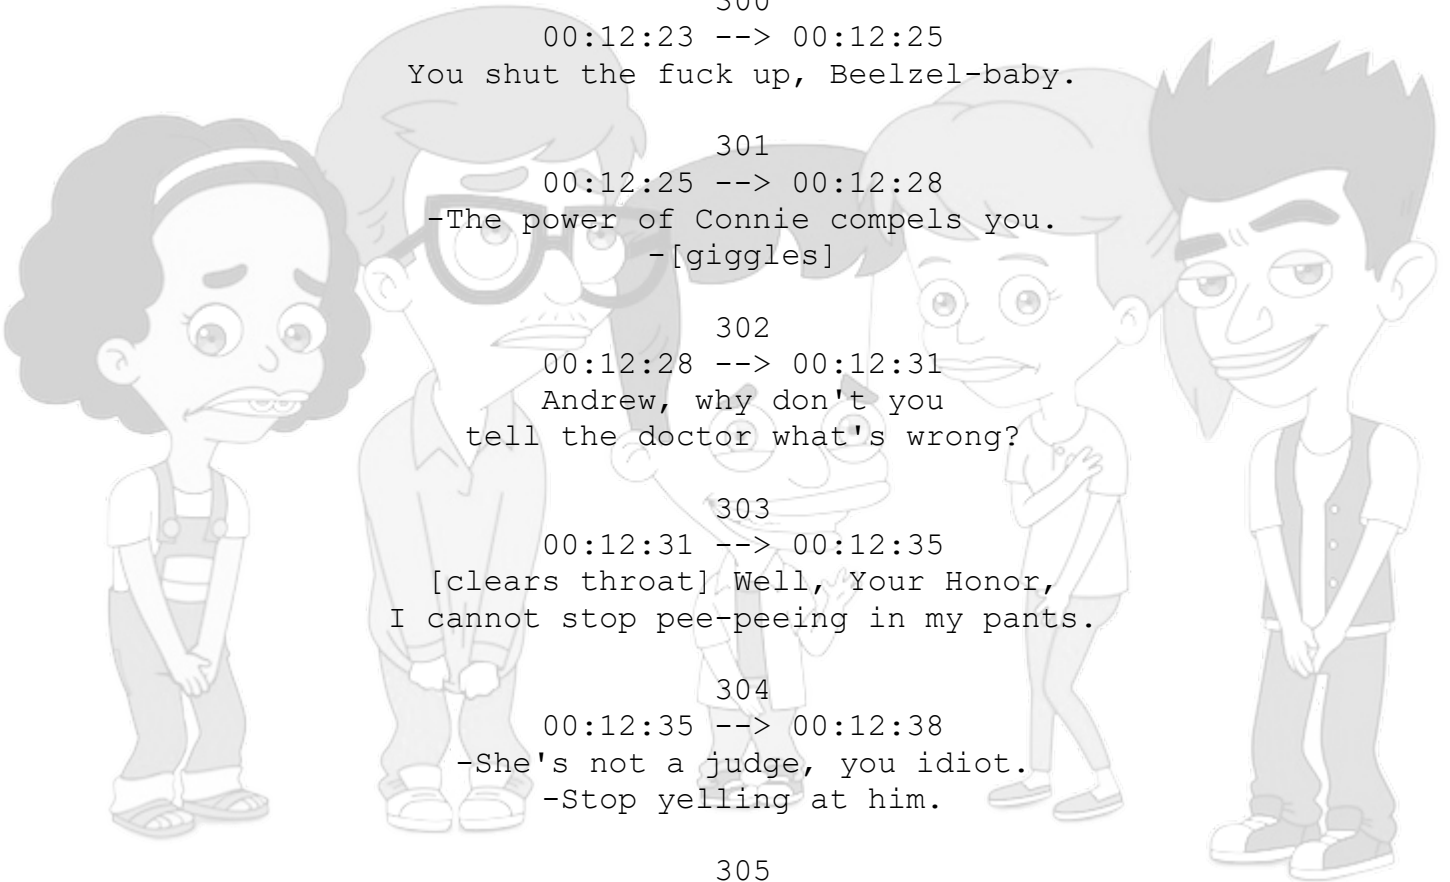 300
00:12:23 --> 00:12:25
You shut the fuck up, Beelzel-baby.
301
00:12:25 --> 00:12:28
-The power of Connie compels you.
-[giggles]
302
00:12:28 --> 00:12:31
Andrew, why don't you
tell the doctor what's wrong?
303
00:12:31 --> 00:12:35
[clears throat] Well, Your Honor,
I cannot stop pee-peeing in my pants.
304
00:12:35 --> 00:12:38
-She's not a judge, you idiot.
-Stop yelling at him.
305